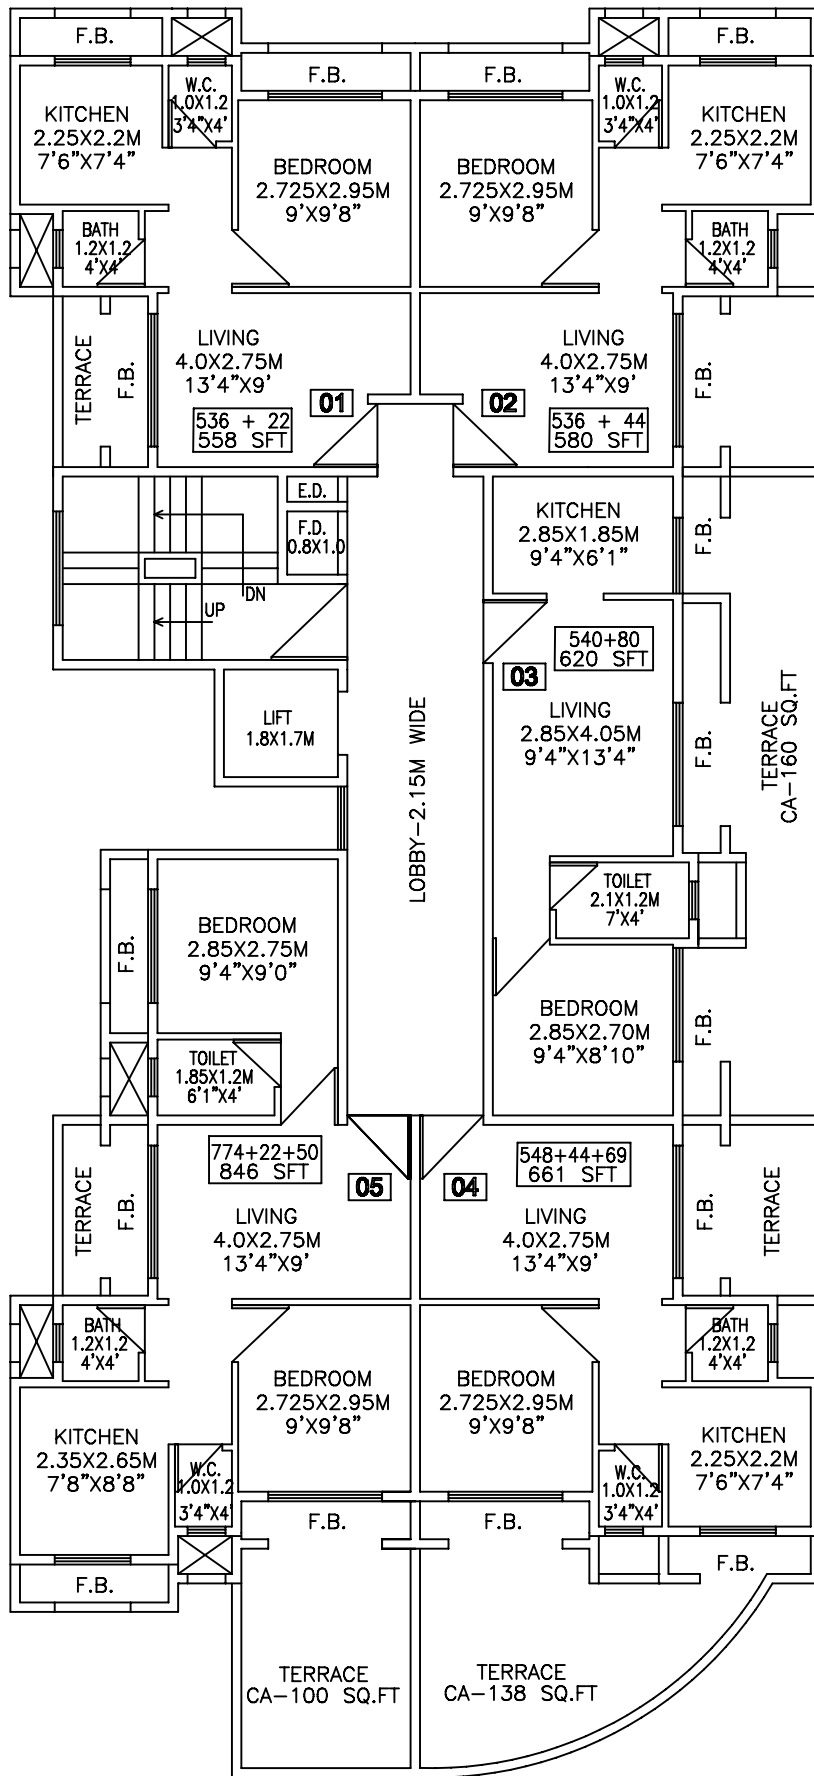 F.B.
F.B.
W.C.
1.0X1.2
3'4"X4'
F.B.
F.B.
W.C.
1.0X1.2
3'4"X4'
KITCHEN
2.25X2.2M
7'6"X7'4"
BEDROOM
2.725X2.95M
9'X9'8"
BEDROOM
2.725X2.95M
9'X9'8"
KITCHEN
2.25X2.2M
7'6"X7'4"
BATH
1.2X1.2
4'X4'
BATH
1.2X1.2
4'X4'
TERRACE
F.B.
LIVING
4.0X2.75M
13'4"X9'
01
536 + 22
558 SFT
LIVING
4.0X2.75M
13'4"X9'
02
536 + 44
580 SFT
F.B.
E.D.
F.D.
0.8X1.0
DN
UP
KITCHEN
2.85X1.85M
9'4"X6'1"
F.B.
540+80
620 SFT
03
LIVING
2.85X4.05M
9'4"X13'4"
F.B.
TERRACE
CA-160 SQ.FT
LIFT
1.8X1.7M
LOBBY-2.15M WIDE
TOILET
2.1X1.2M
7'X4'
BEDROOM
2.85X2.75M
9'4"X9'0"
F.B.
BEDROOM
2.85X2.70M
9'4"X8'10"
F.B.
TOILET
1.85X1.2M
6'1"X4'
774+22+50
846 SFT
05
548+44+69
661 SFT
04
TERRACE
F.B.
LIVING
4.0X2.75M
13'4"X9'
LIVING
4.0X2.75M
13'4"X9'
F.B.
TERRACE
BATH
1.2X1.2
4'X4'
BATH
1.2X1.2
4'X4'
BEDROOM
2.725X2.95M
9'X9'8"
BEDROOM
2.725X2.95M
9'X9'8"
KITCHEN
2.35X2.65M
7'8"X8'8"
W.C.
1.0X1.2
3'4"X4'
W.C.
1.0X1.2
3'4"X4'
KITCHEN
2.25X2.2M
7'6"X7'4"
F.B.
F.B.
F.B.
F.B.
TERRACE
CA-100 SQ.FT
TERRACE
CA-138 SQ.FT